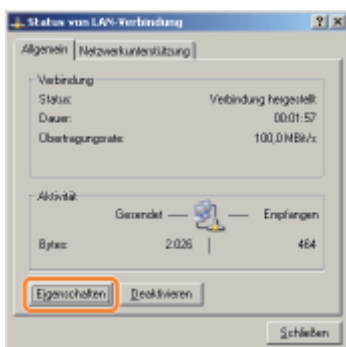 Status von LAN-Verbindung
Allgemein Netzwerkunterstützung
Verbindung
Status: Verbindung hergestellt
Dauer: 00:01:57
Übertragungsrate: 100,0 MBit/s
Aktivität
Gesendet — — Empfangen
Bytes: 2.026 | 464
Eigenschaften Deaktivieren
Schließen